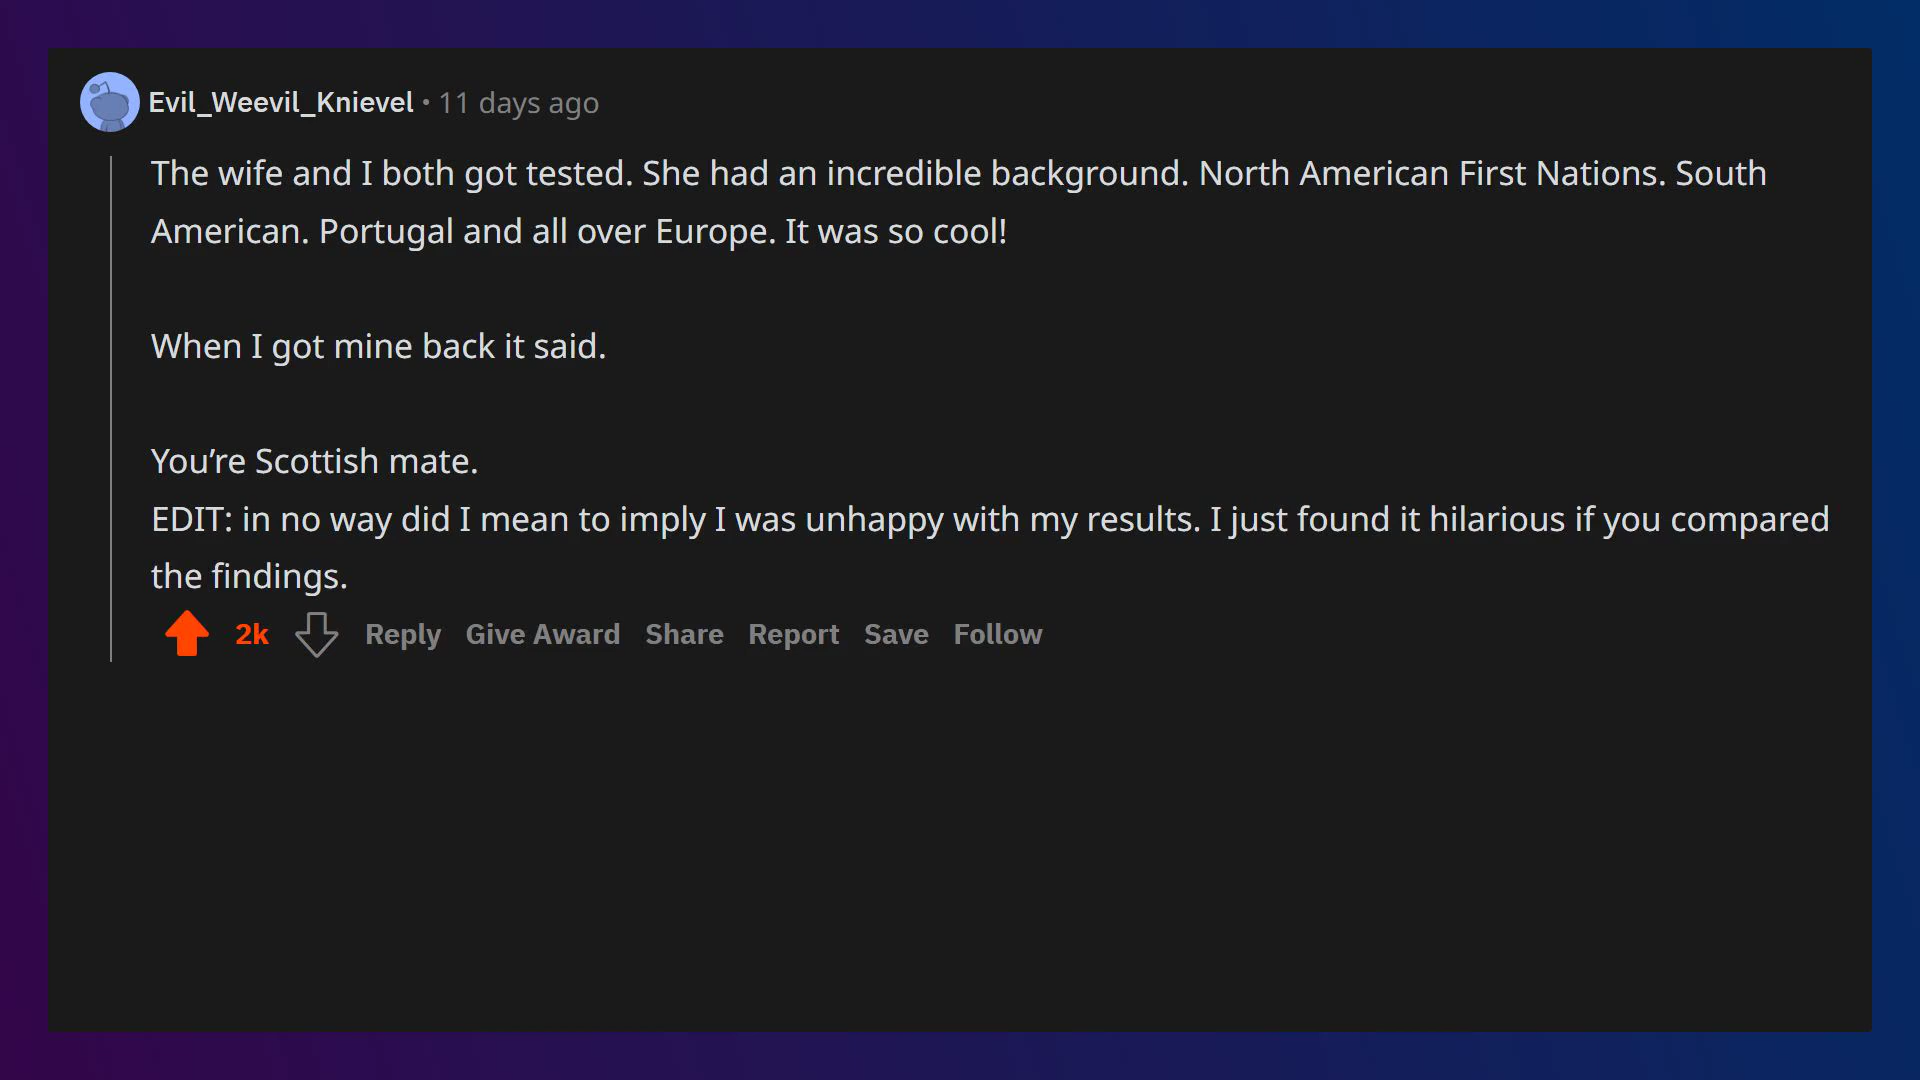 Evil_Weevil_Knievel • 11 days ago
The wife and I both got tested. She had an incredible background. North American First Nations. South
American. Portugal and all over Europe. It was so cool!
When I got mine back it said.
You’re Scottish mate.
EDIT: in no way did I mean to imply I was unhappy with my results. I just found it hilarious if you compared
the findings.
2k Reply Give Award Share Report Save Follow